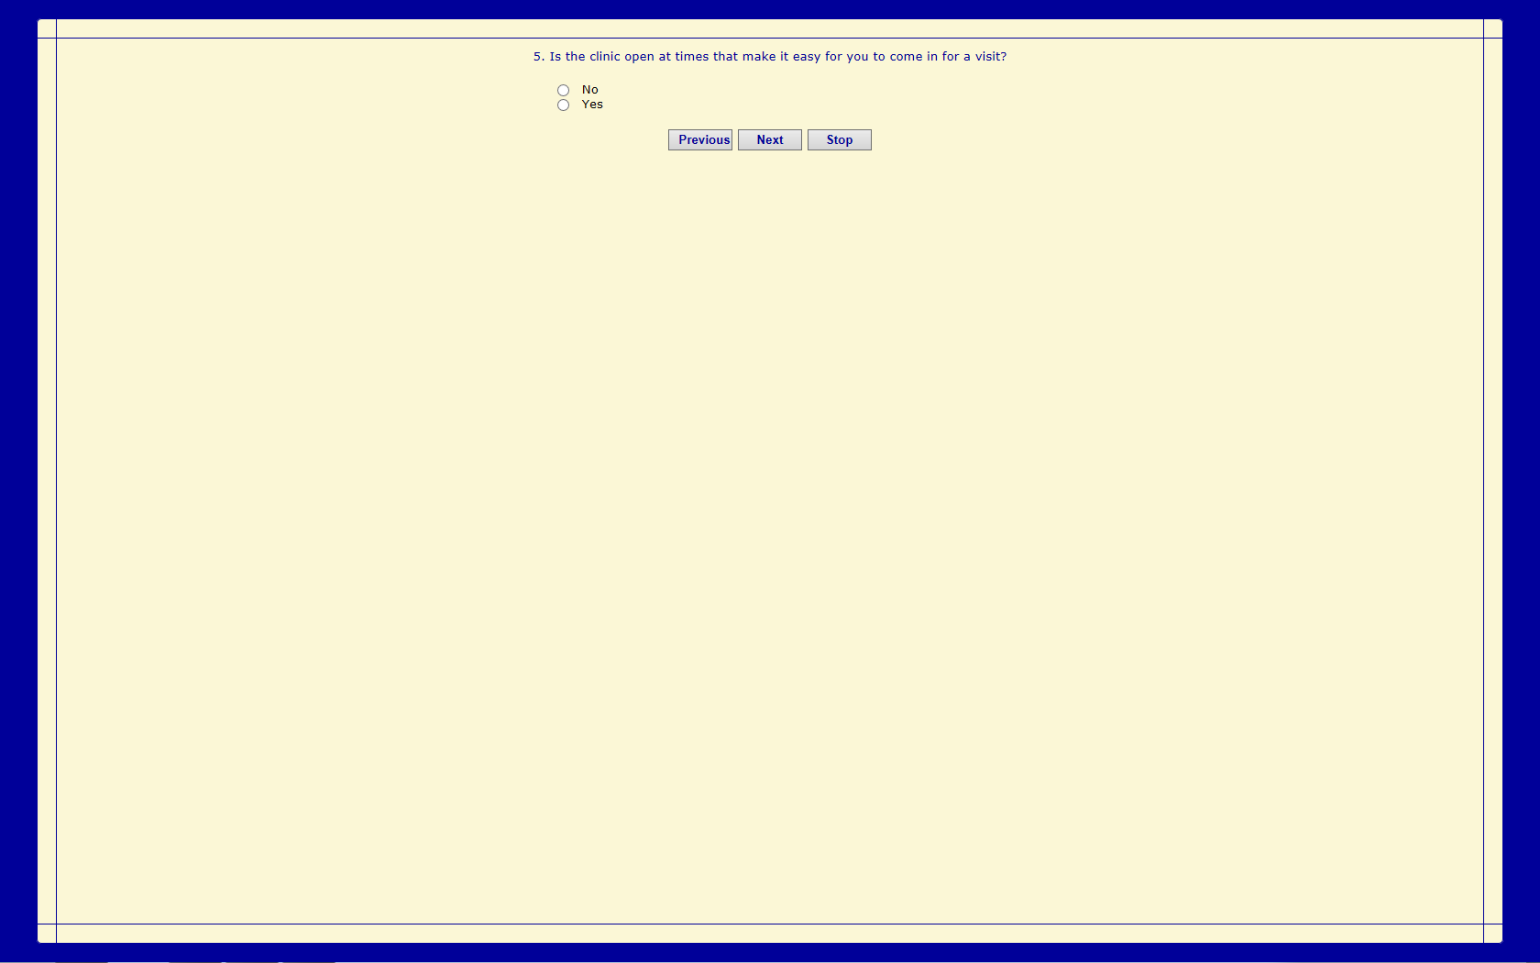 5. Is the clinic open at times that make it easy for you to come in for a visit?
No
Yes
Previous Next Stop